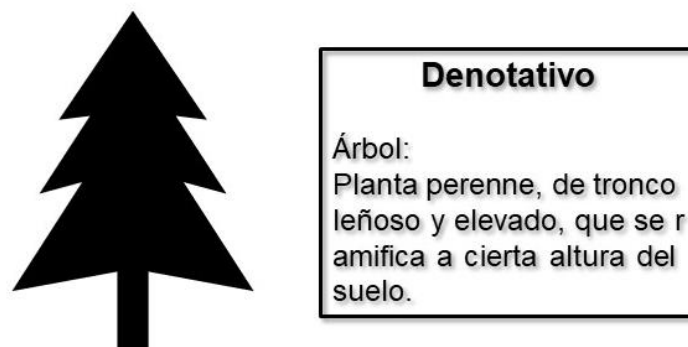 Denotativo
Árbol:
Planta perenne, de tronco
leñoso y elevado, que se r
amifica a cierta altura del
suelo.